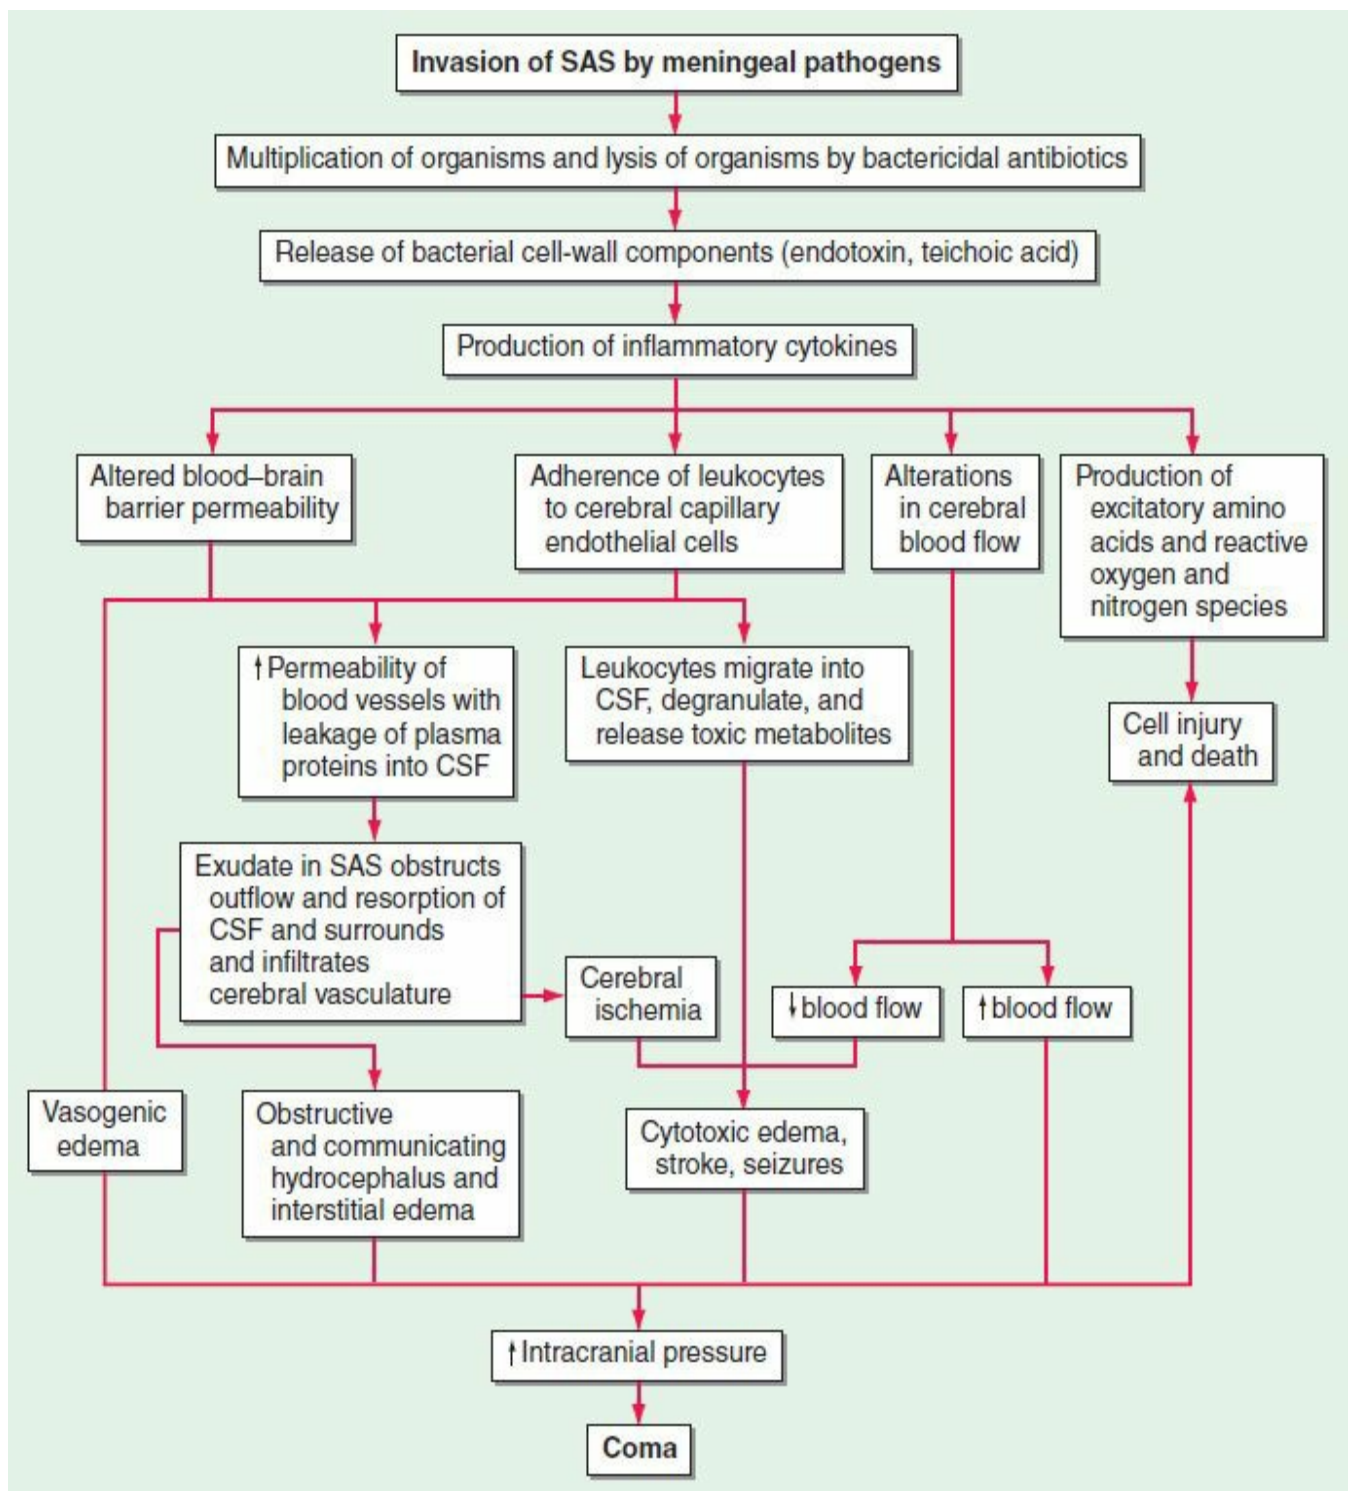 Invasion of SAS by meningeal pathogens
Multiplication of organisms and lysis of organisms by bactericidal antibiotics
Release of bacterial cell-wall components (endotoxin, teichoic acid)
Production of inflammatory cytokines
Altered blood–brain
barrier permeability
Adherence of leukocytes
to cerebral capillary
endothelial cells
Alterations
in cerebral
blood flow
Production of
excitatory amino
acids and reactive
oxygen and
nitrogen species
↑Permeability of
blood vessels with
leakage of plasma
proteins into CSF
Leukocytes migrate into
CSF, degranulate, and
release toxic metabolites
Cell injury
and death
Exudate in SAS obstructs
outflow and resorption of
CSF and surrounds
and infiltrates
cerebral vasculature
Cerebral
ischemia
↓blood flow
↑blood flow
Vasogenic
edema
Obstructive
and communicating
hydrocephalus and
interstitial edema
Cytotoxic edema,
stroke, seizures
↑Intracranial pressure
Coma